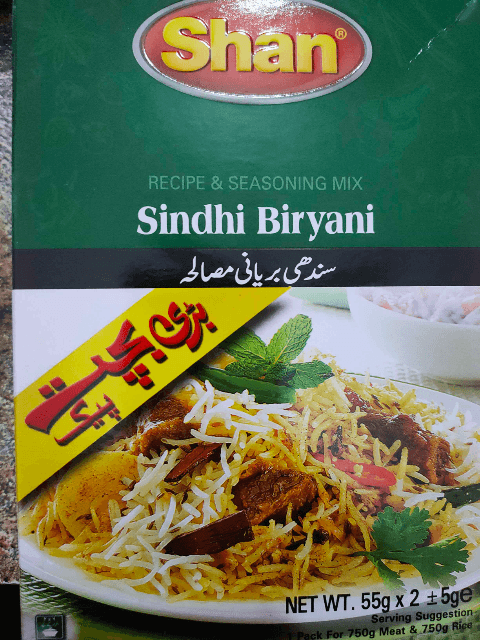 Shan®
RECIPE & SEASONING MIX
Sindhi Biryani
سندھی بریانی مصالحہ
بڑی بچت
پیک
NET WT. 55g x 2 ± 5g℮
Serving Suggestion
1 Pack For 750g Meat & 750g Rice